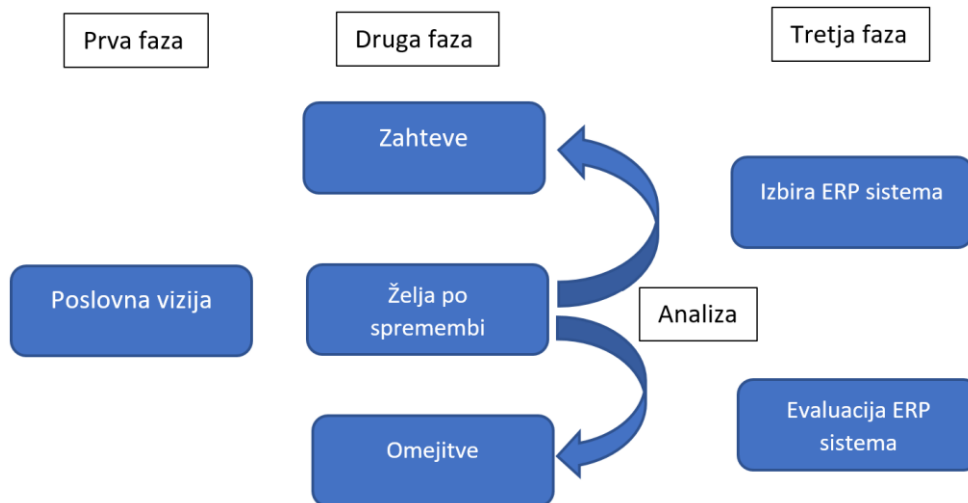 Prva faza
Druga faza
Tretja faza
Zahteve
Izbira ERP sistema
Poslovna vizija
Želja po
spremembi
Analiza
Evaluacija ERP
sistema
Omejitve